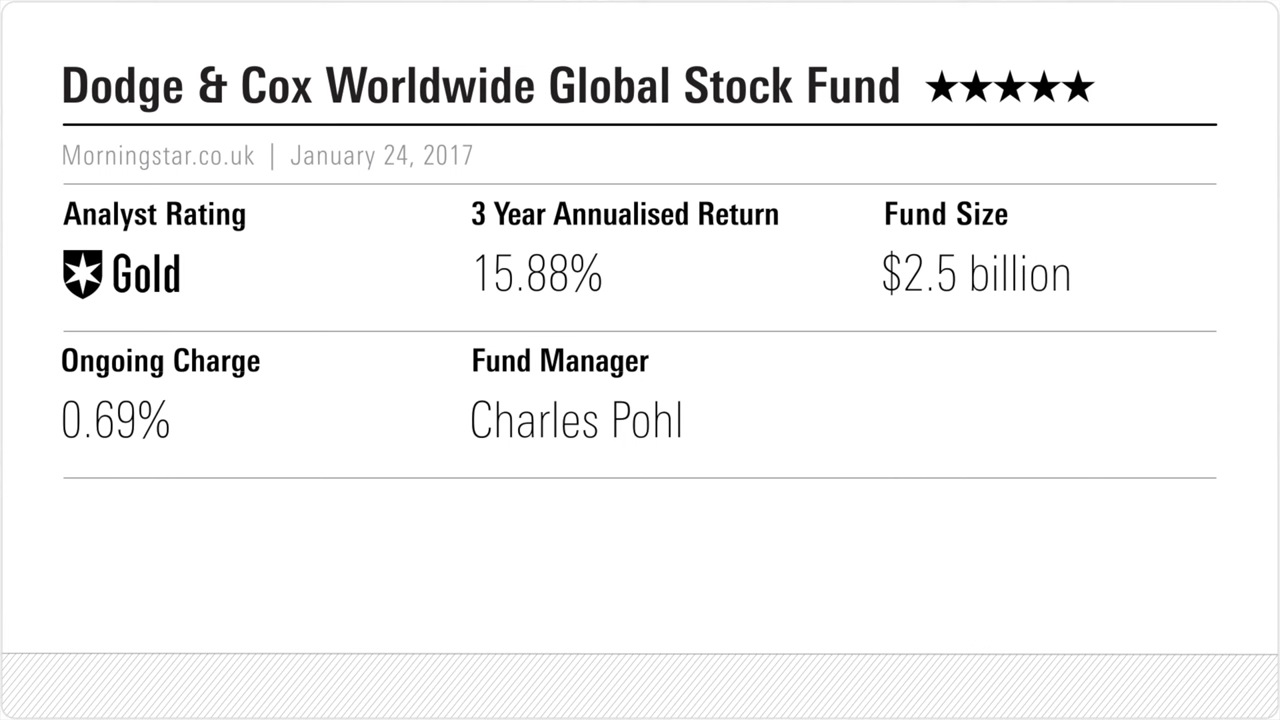 Dodge & Cox Worldwide Global Stock Fund ★★★★★
Morningstar.co.uk | January 24, 2017
Analyst Rating 3 Year Annualised Return Fund Size
Gold 15.88% $2.5 billion
Ongoing Charge Fund Manager
0.69% Charles Pohl